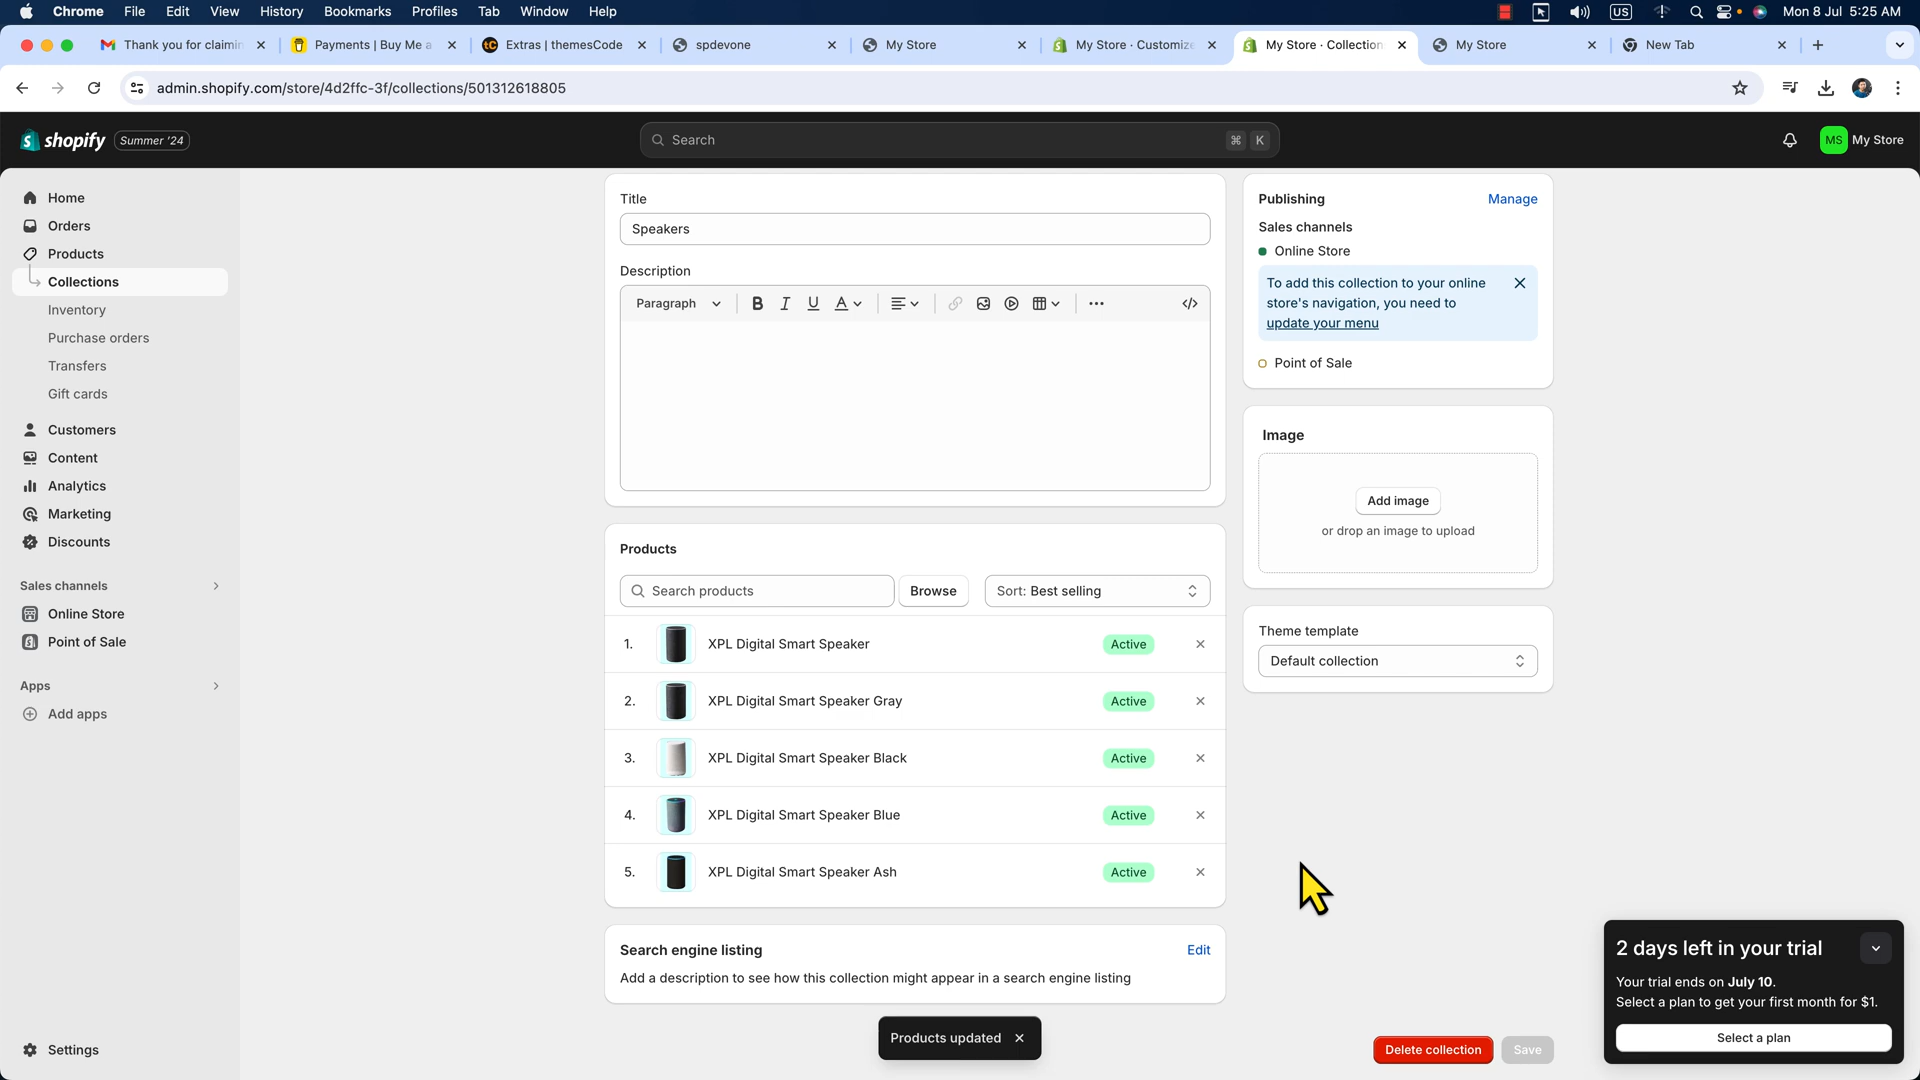 Chrome File Edit View History Bookmarks Profiles Tab Window Help US Mon 8 Jul 5:25 AM
Thank you for claimin Payments | Buy Me a tC Extras | themesCode spdevone My Store My Store · Customize My Store · Collection My Store New Tab
admin.shopify.com/store/4d2ffc-3f/collections/501312618805
shopify Summer '24 Search ⌘ K MS My Store
Home
Orders
Products
Collections
Inventory
Purchase orders
Transfers
Gift cards
Customers
Content
Analytics
Marketing
Discounts
Sales channels
Online Store
Point of Sale
Apps
Add apps
Settings
Title
Speakers
Description
Paragraph B I U A
Products
Search products Browse Sort: Best selling
1. XPL Digital Smart Speaker Active
2. XPL Digital Smart Speaker Gray Active
3. XPL Digital Smart Speaker Black Active
4. XPL Digital Smart Speaker Blue Active
5. XPL Digital Smart Speaker Ash Active
Search engine listing Edit
Add a description to see how this collection might appear in a search engine listing
Products updated
Publishing Manage
Sales channels
Online Store
To add this collection to your online
store's navigation, you need to
update your menu
Point of Sale
Image
Add image
or drop an image to upload
Theme template
Default collection
Delete collection Save
2 days left in your trial
Your trial ends on July 10.
Select a plan to get your first month for $1.
Select a plan